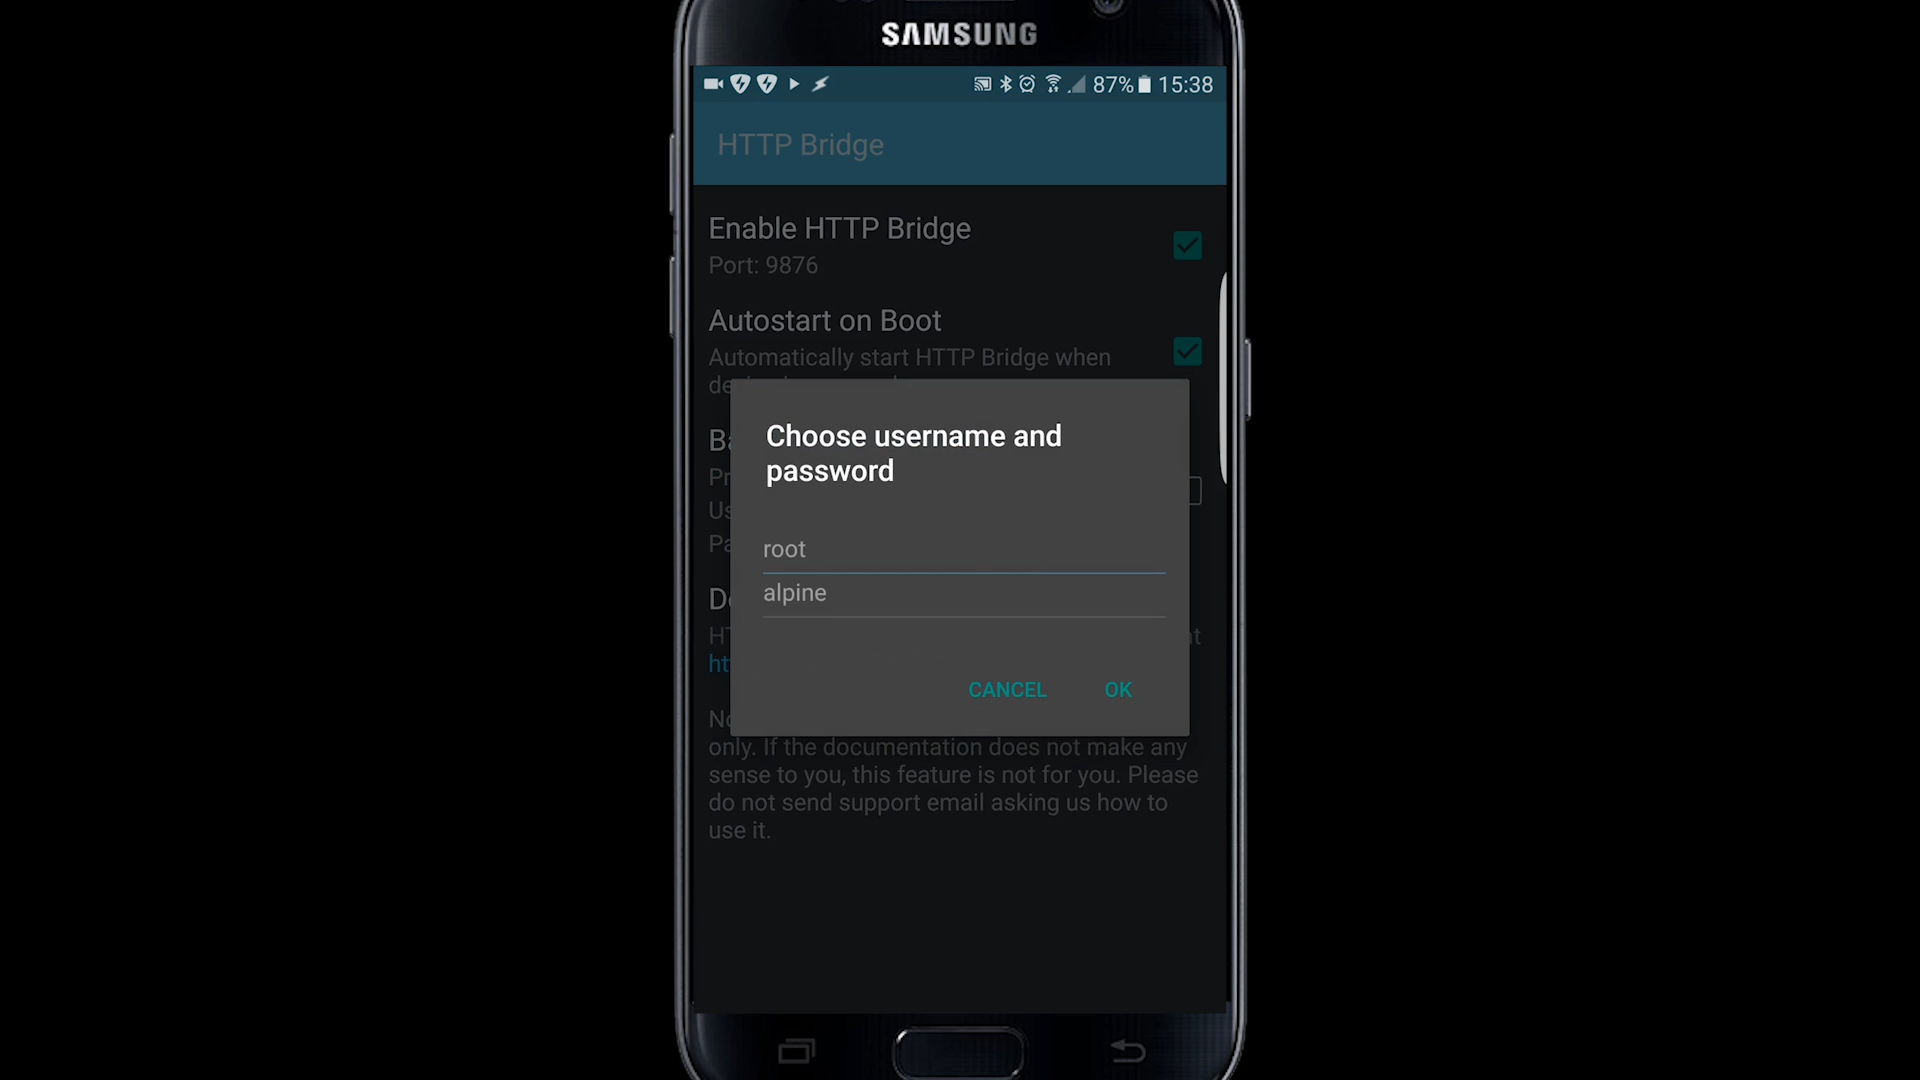 SAMSUNG
87% 15:38
HTTP Bridge
Enable HTTP Bridge
Port: 9876
Autostart on Boot
Automatically start HTTP Bridge when
Choose username and
password
root
alpine
CANCEL OK
only. If the documentation does not make any
sense to you, this feature is not for you. Please
do not send support email asking us how to
use it.